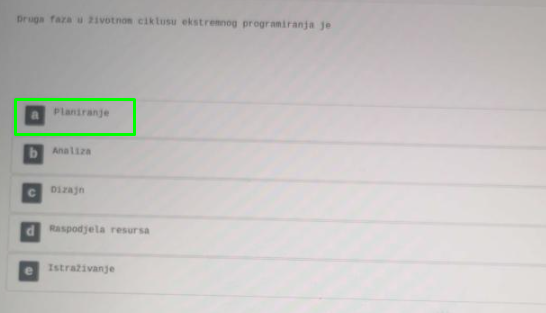 Druga faza u životnom ciklusu ekstremnog programiranja je
a Planiranje
b Analiza
c Dizajn
d Raspodjela resursa
e Istraživanje